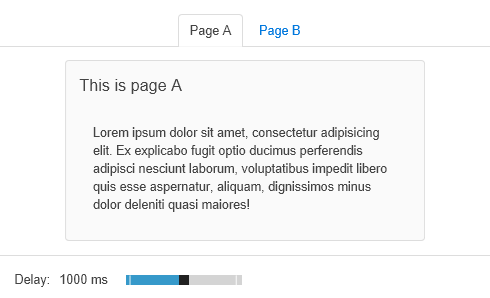 Page A Page B
This is page A
Lorem ipsum dolor sit amet, consectetur adipisicing
elit. Ex explicabo fugit optio ducimus perferendis
adipisci nesciunt laborum, voluptatibus impedit libero
quis esse aspernatur, aliquam, dignissimos minus
dolor deleniti quasi maiores!
Delay: 1000 ms